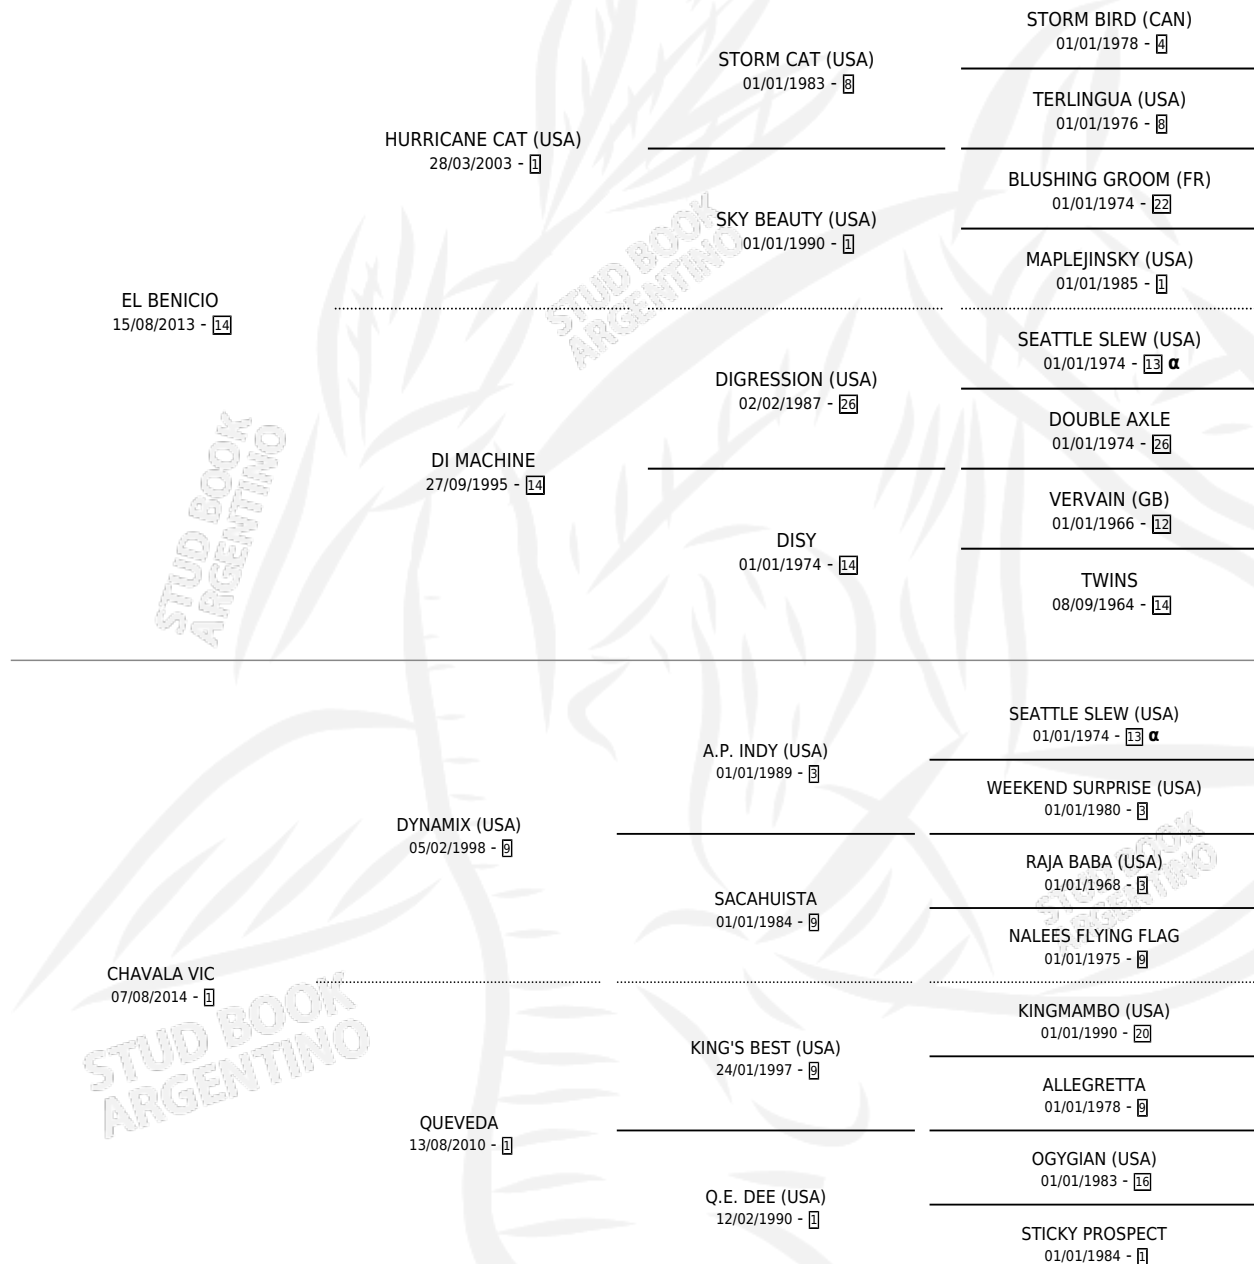 STORM BIRD (CAN)
01/01/1978 - 4
STORM CAT (USA)
01/01/1983 - 8
TERLINGUA (USA)
01/01/1976 - 8
HURRICANE CAT (USA)
28/03/2003 - 1
BLUSHING GROOM (FR)
01/01/1974 - 22
SKY BEAUTY (USA)
01/01/1990 - 1
MAPLEJINSKY (USA)
01/01/1985 - 1
EL BENICIO
15/08/2013 - 14
SEATTLE SLEW (USA)
01/01/1974 - 13 α
DIGRESSION (USA)
02/02/1987 - 26
DOUBLE AXLE
01/01/1974 - 26
DI MACHINE
27/09/1995 - 14
VERVAIN (GB)
01/01/1966 - 12
DISY
01/01/1974 - 14
TWINS
08/09/1964 - 14
STUD BOOK
ARGENTINO
STUD BOOK
ARGENTINO
SEATTLE SLEW (USA)
01/01/1974 - 13 α
A.P. INDY (USA)
01/01/1989 - 3
WEEKEND SURPRISE (USA)
01/01/1980 - 3
DYNAMIX (USA)
05/02/1998 - 9
RAJA BABA (USA)
01/01/1968 - 3
SACAHUISTA
01/01/1984 - 9
NALEES FLYING FLAG
01/01/1975 - 9
CHAVALA VIC
07/08/2014 - 1
KINGMAMBO (USA)
01/01/1990 - 20
KING'S BEST (USA)
24/01/1997 - 9
ALLEGRETTA
01/01/1978 - 9
QUEVEDA
13/08/2010 - 1
OGYGIAN (USA)
01/01/1983 - 16
Q.E. DEE (USA)
12/02/1990 - 1
STICKY PROSPECT
01/01/1984 - 1
STUD BOOK
ARGENTINO
STUD BOOK
ARGENTINO